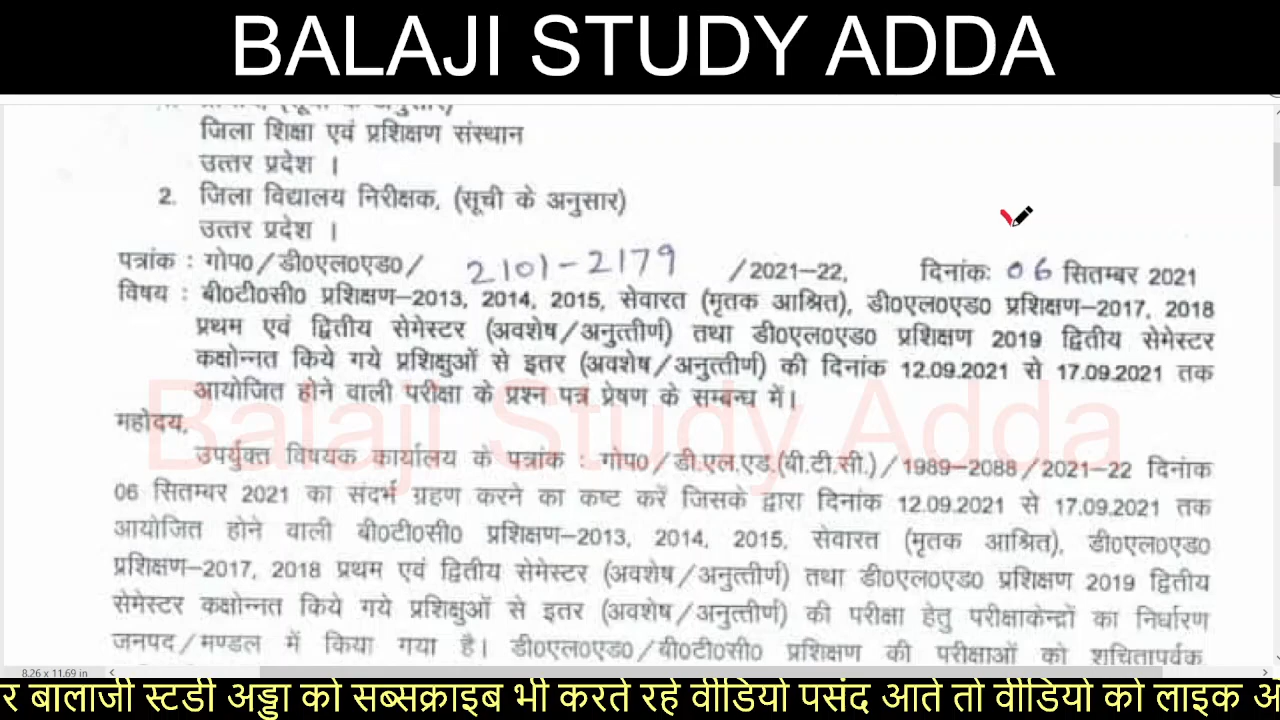 BALAJI STUDY ADDA
जिला शिक्षा एवं प्रशिक्षण संस्थान
उत्तर प्रदेश ।
2. जिला विद्यालय निरीक्षक, (सूची के अनुसार)
उत्तर प्रदेश ।
पत्रांक : गोप0/डी0एल0एड0/ 2101-2179 /2021-22, दिनांकः 06 सितम्बर 2021
विषय : बी0टी0सी0 प्रशिक्षण-2013, 2014, 2015, सेवारत (मृतक आश्रित), डी0एल0एड0 प्रशिक्षण-2017, 2018
प्रथम एवं द्वितीय सेमेस्टर (अवशेष/अनुत्तीर्ण) तथा डी0एल0एड0 प्रशिक्षण 2019 द्वितीय सेमेस्टर
कक्षोन्नत किये गये प्रशिक्षुओं से इतर (अवशेष/अनुत्तीर्ण) की दिनांक 12.09.2021 से 17.09.2021 तक
आयोजित होने वाली परीक्षा के प्रश्न पत्र प्रेषण के सम्बन्ध में।
महोदय,
उपर्युक्त विषयक कार्यालय के पत्रांक : गोप0/डी.एल.एड.(बी.टी.सी.)/1989-2088/2021-22 दिनांक
06 सितम्बर 2021 का संदर्भ ग्रहण करने का कष्ट करें जिसके द्वारा दिनांक 12.09.2021 से 17.09.2021 तक
आयोजित होने वाली बी0टी0सी0 प्रशिक्षण-2013, 2014, 2015, सेवारत (मृतक आश्रित), डी0एल0एड0
प्रशिक्षण-2017, 2018 प्रथम एवं द्वितीय सेमेस्टर (अवशेष/अनुत्तीर्ण) तथा डी0एल0एड0 प्रशिक्षण 2019 द्वितीय
सेमेस्टर कक्षोन्नत किये गये प्रशिक्षुओं से इतर (अवशेष/अनुत्तीर्ण) की परीक्षा हेतु परीक्षाकेन्द्रों का निर्धारण
जनपद/मण्डल में किया गया है। डी0एल0एड0/बी0टी0सी0 प्रशिक्षण की परीक्षाओं को शुचितापूर्वक
Balaji Study Adda
8.26 x 11.69 in
र बालाजी स्टडी अड्डा को सब्सक्राइब भी करते रहे वीडियो पसंद आते तो वीडियो को लाइक अ